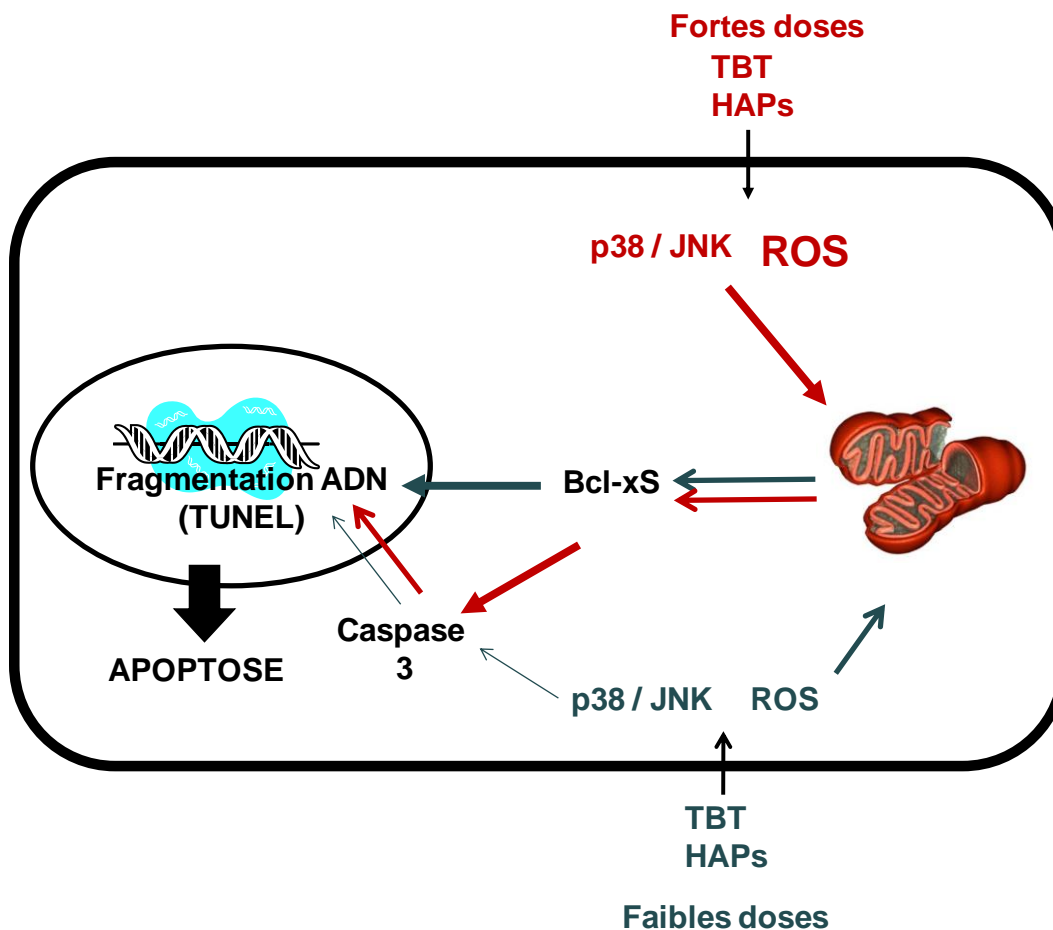 Fortes doses
TBT
HAPs
p38 / JNK ROS
Fragmentation ADN
(TUNEL)
Bcl-xS
Caspase
3
APOPTOSE
p38 / JNK ROS
TBT
HAPs
Faibles doses